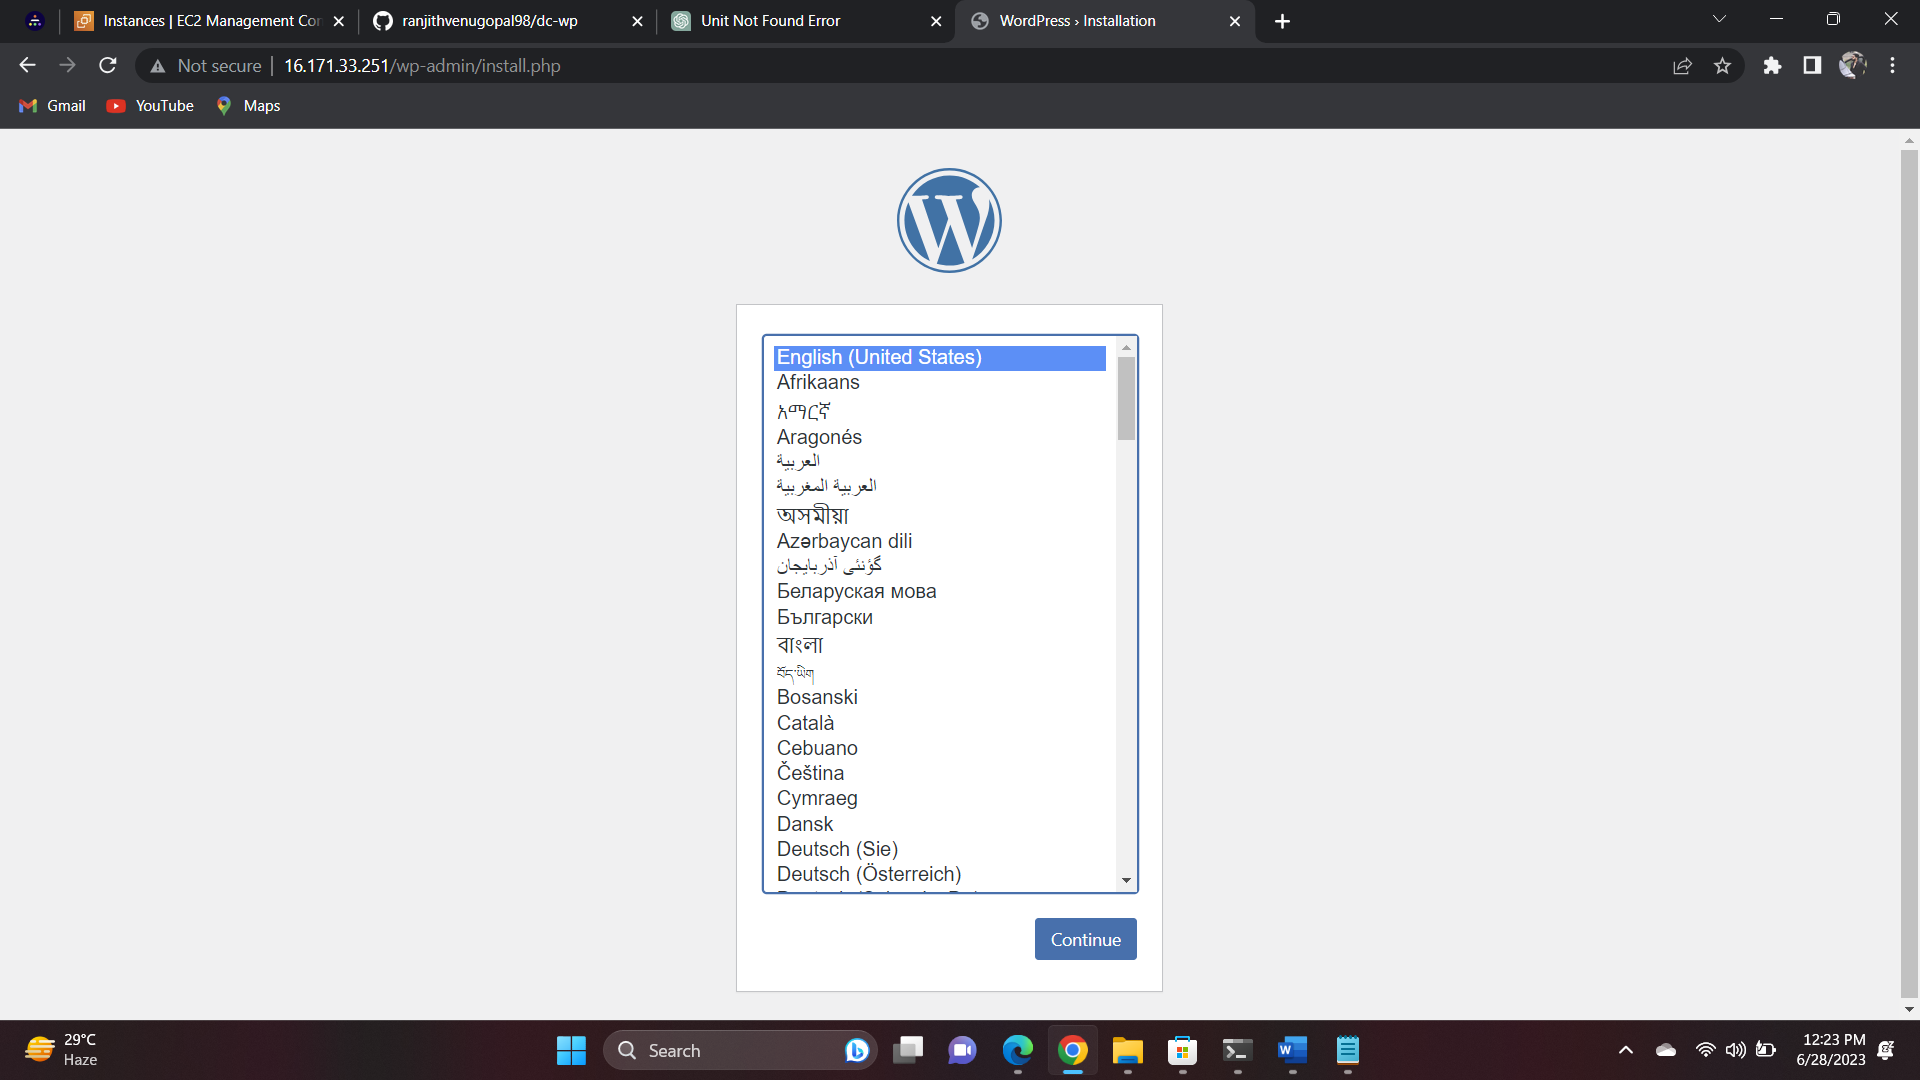 Instances | EC2 Management Con
ranjithvenugopal98/dc-wp
Unit Not Found Error
WordPress › Installation
Not secure
16.171.33.251/wp-admin/install.php
Gmail
YouTube
Maps
English (United States)
Afrikaans
አማርኛ
Aragonés
العربية
العربية المغربية
অসমীয়া
Azərbaycan dili
گؤنئی آذربایجان
Беларуская мова
Български
বাংলা
བོད་ཡིག
Bosanski
Català
Cebuano
Čeština
Cymraeg
Dansk
Deutsch (Sie)
Deutsch (Österreich)
Continue
29°C
Haze
Search
12:23 PM
6/28/2023